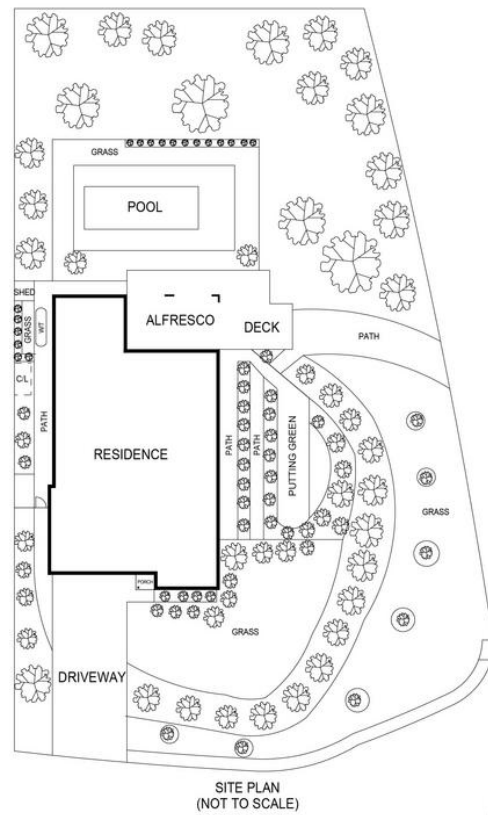 GRASS
POOL
SHED
GRASS
W/T
ALFRESCO
DECK
PATH
C/L
PATH
RESIDENCE
PATH
PATH
PUTTING GREEN
GRASS
PORCH
GRASS
DRIVEWAY
SITE PLAN
(NOT TO SCALE)